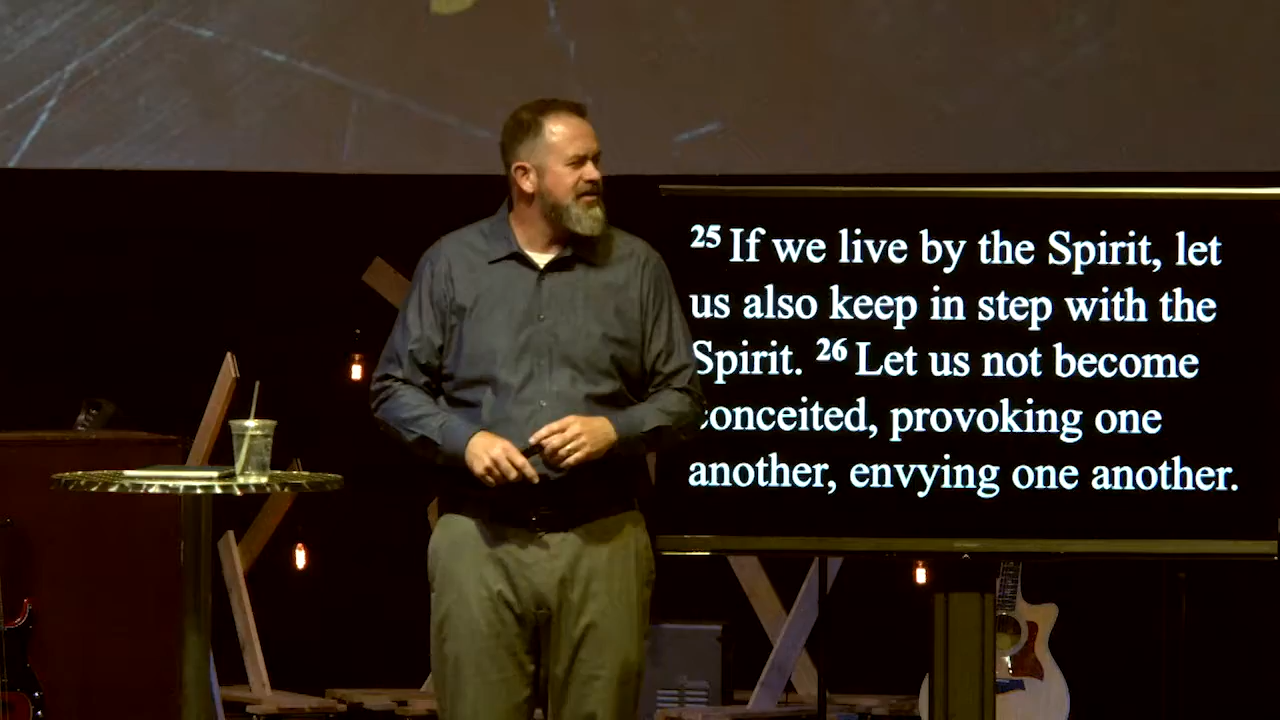 25 If we live by the Spirit, let
us also keep in step with the
Spirit. 26 Let us not become
conceited, provoking one
another, envying one another.